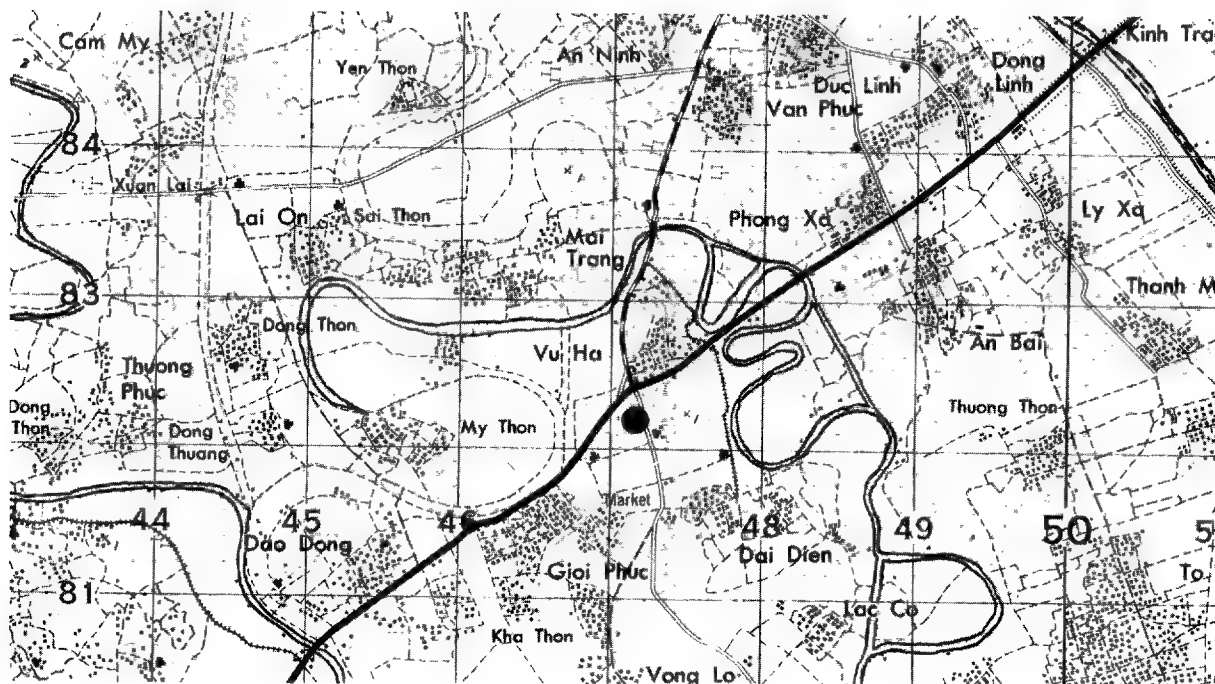 Cam My
Yen Thon
An Ninh
Duc Linh
Van Phuc
Dong
Linh
84
Xuan Lai
Lai On
Sai Thon
Mai
Trang
Phong Xa
Ly Xa
83
Dong Thon
Vu Ha
Thanh M
An Bai
Thuong
Phuc
Dong
Thon
Dong
Thuang
My Thon
Thuong Thon
Market
44
45
46
48
49
50
5
Dao Dong
Gioi Phuc
Dai Dien
To
81
Kha Thon
Lac Co
Vong Lo